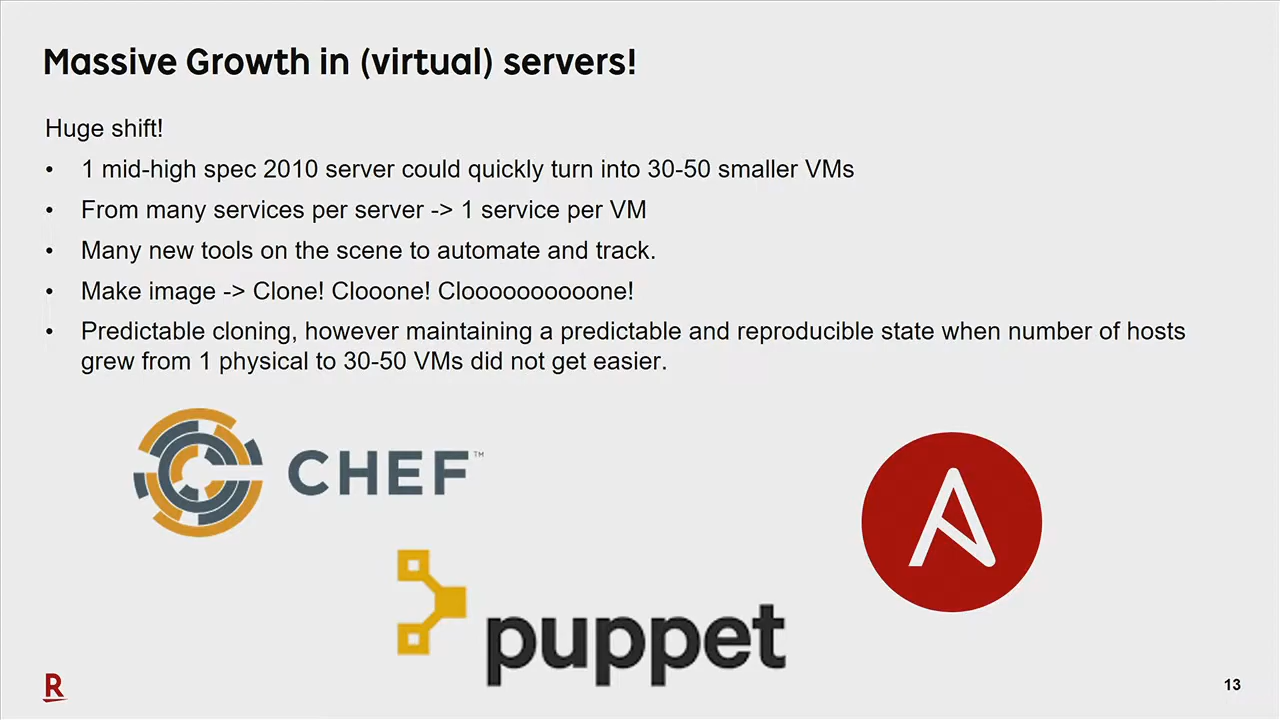 Massive Growth in (virtual) servers!
Huge shift!
• 1 mid-high spec 2010 server could quickly turn into 30-50 smaller VMs
• From many services per server -> 1 service per VM
• Many new tools on the scene to automate and track.
• Make image -> Clone! Clooone! Cloooooooooone!
• Predictable cloning, however maintaining a predictable and reproducible state when number of hosts
grew from 1 physical to 30-50 VMs did not get easier.
CHEF™
A
puppet
R
13